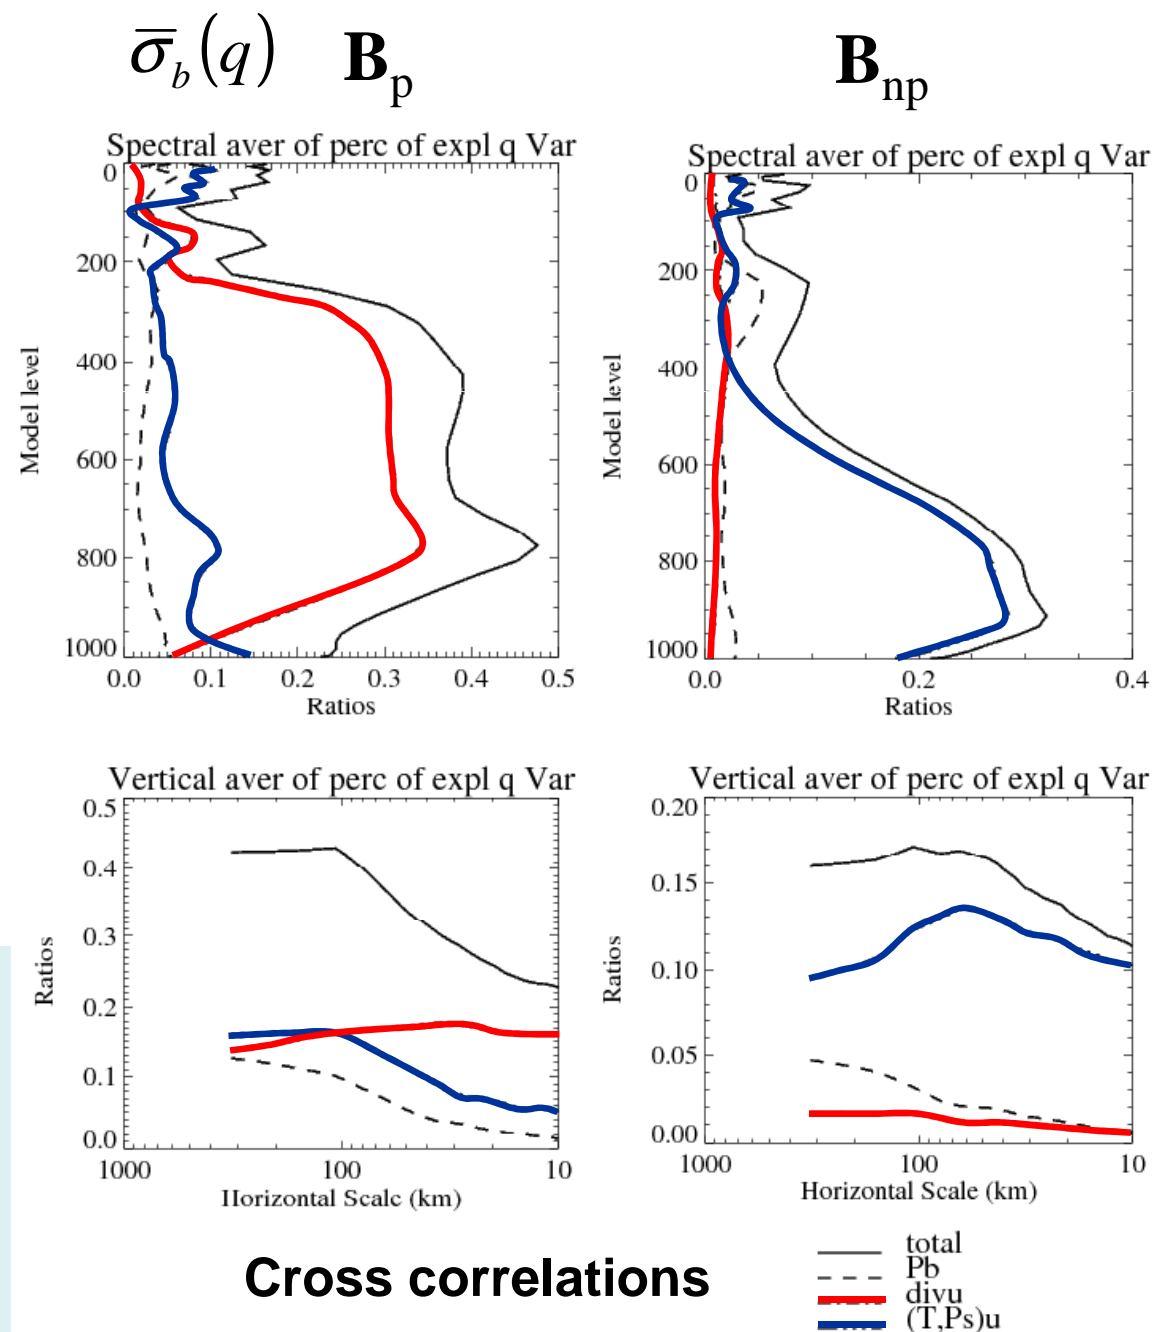 σ̅_b(q) B_p B_np
Spectral aver of perc of expl q Var
0
200
400
600
800
1000
Model level
0.0 0.1 0.2 0.3 0.4 0.5
Ratios
Spectral aver of perc of expl q Var
0
200
400
600
800
1000
Model level
0.0 0.2 0.4
Ratios
Vertical aver of perc of expl q Var
0.5
0.4
0.3
0.2
0.1
0.0
Ratios
1000 100 10
Horizontal Scale (km)
Vertical aver of perc of expl q Var
0.20
0.15
0.10
0.05
0.00
Ratios
1000 100 10
Horizontal Scale (km)
Cross correlations
total
Pb
divu
(T,Ps)u